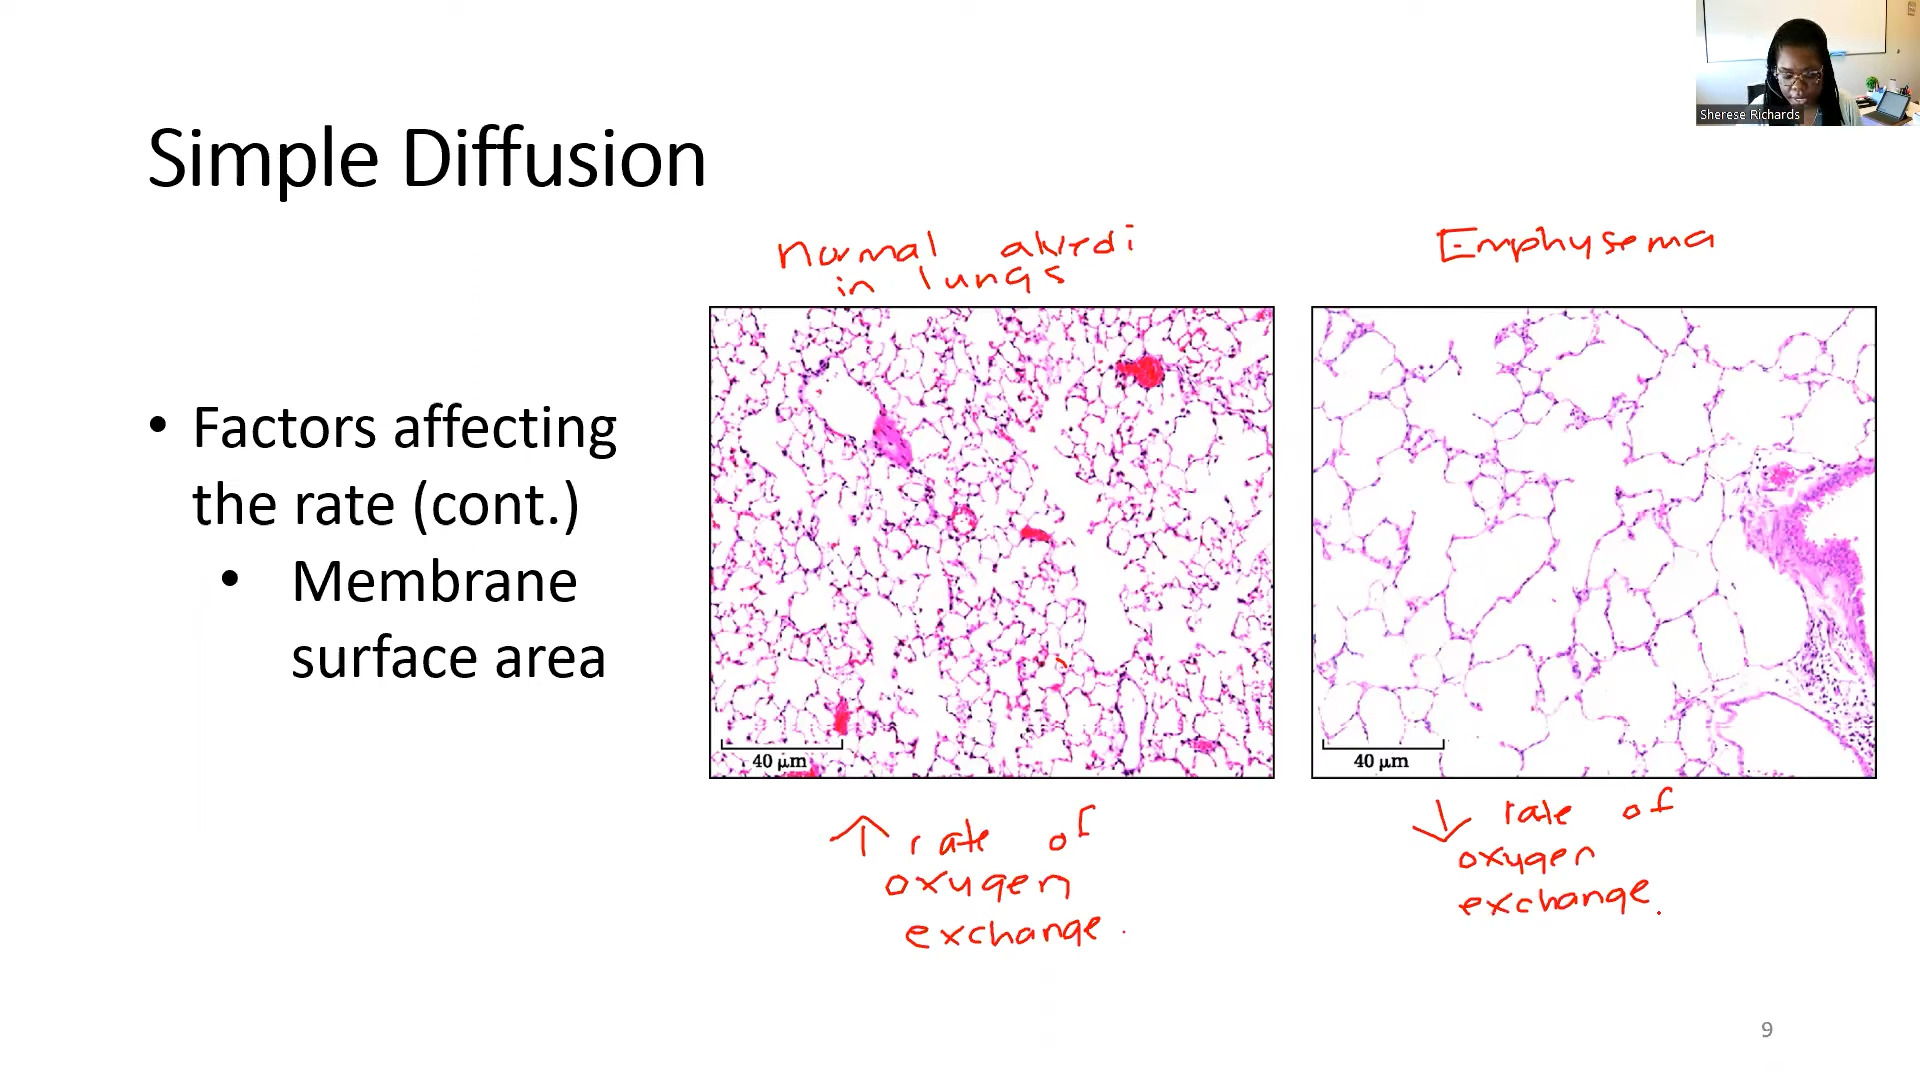 Sherese Richards
Simple Diffusion
Normal alveoli
in lungs
Emphysema
• Factors affecting
the rate (cont.)
• Membrane
surface area
40 μm
40 μm
↑ rate of
oxygen
exchange.
↓ rate of
oxygen
exchange.
9